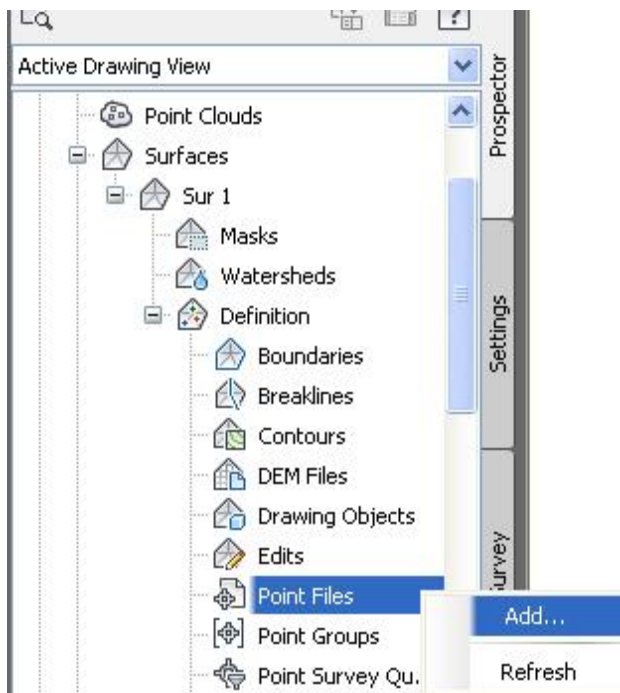 Active Drawing View
Prospector
Point Clouds
Surfaces
Sur 1
Masks
Watersheds
Definition
Settings
Boundaries
Breaklines
Contours
DEM Files
Drawing Objects
Edits
Point Files
Add...
Point Groups
Refresh
Point Survey Qu.